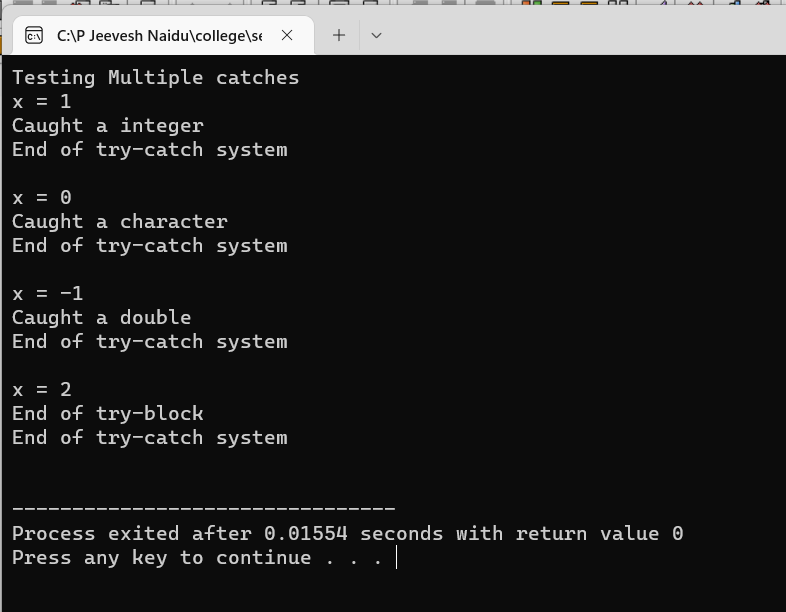 C:\P Jeevesh Naidu\college\se
Testing Multiple catches
x = 1
Caught a integer
End of try-catch system
x = 0
Caught a character
End of try-catch system
x = -1
Caught a double
End of try-catch system
x = 2
End of try-block
End of try-catch system
--------------------------------
Process exited after 0.01554 seconds with return value 0
Press any key to continue . . .